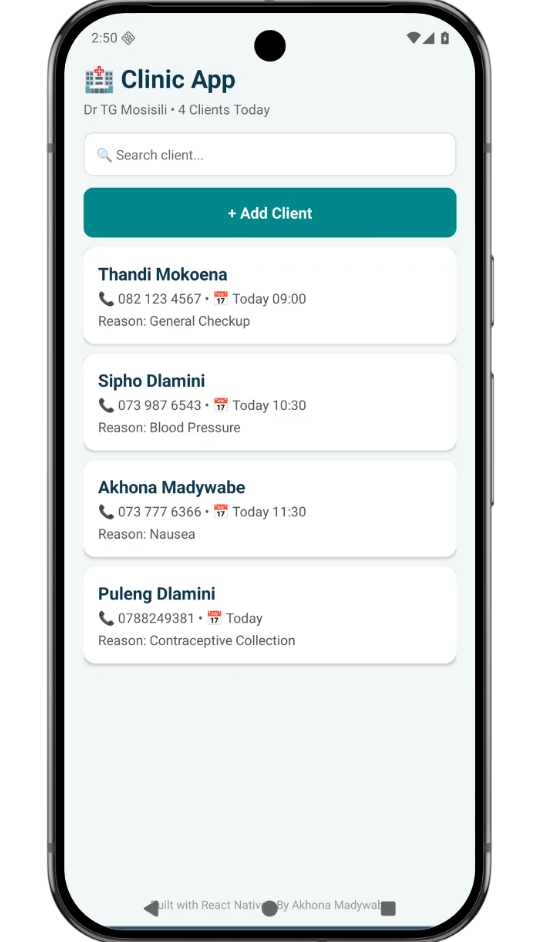 2:50
Clinic App
Dr TG Mosisili • 4 Clients Today
Search client...
+ Add Client
Thandi Mokoena
082 123 4567 • Today 09:00
Reason: General Checkup
Sipho Dlamini
073 987 6543 • Today 10:30
Reason: Blood Pressure
Akhona Madywabe
073 777 6366 • Today 11:30
Reason: Nausea
Puleng Dlamini
0788249381 • Today
Reason: Contraceptive Collection
with React By Akhona